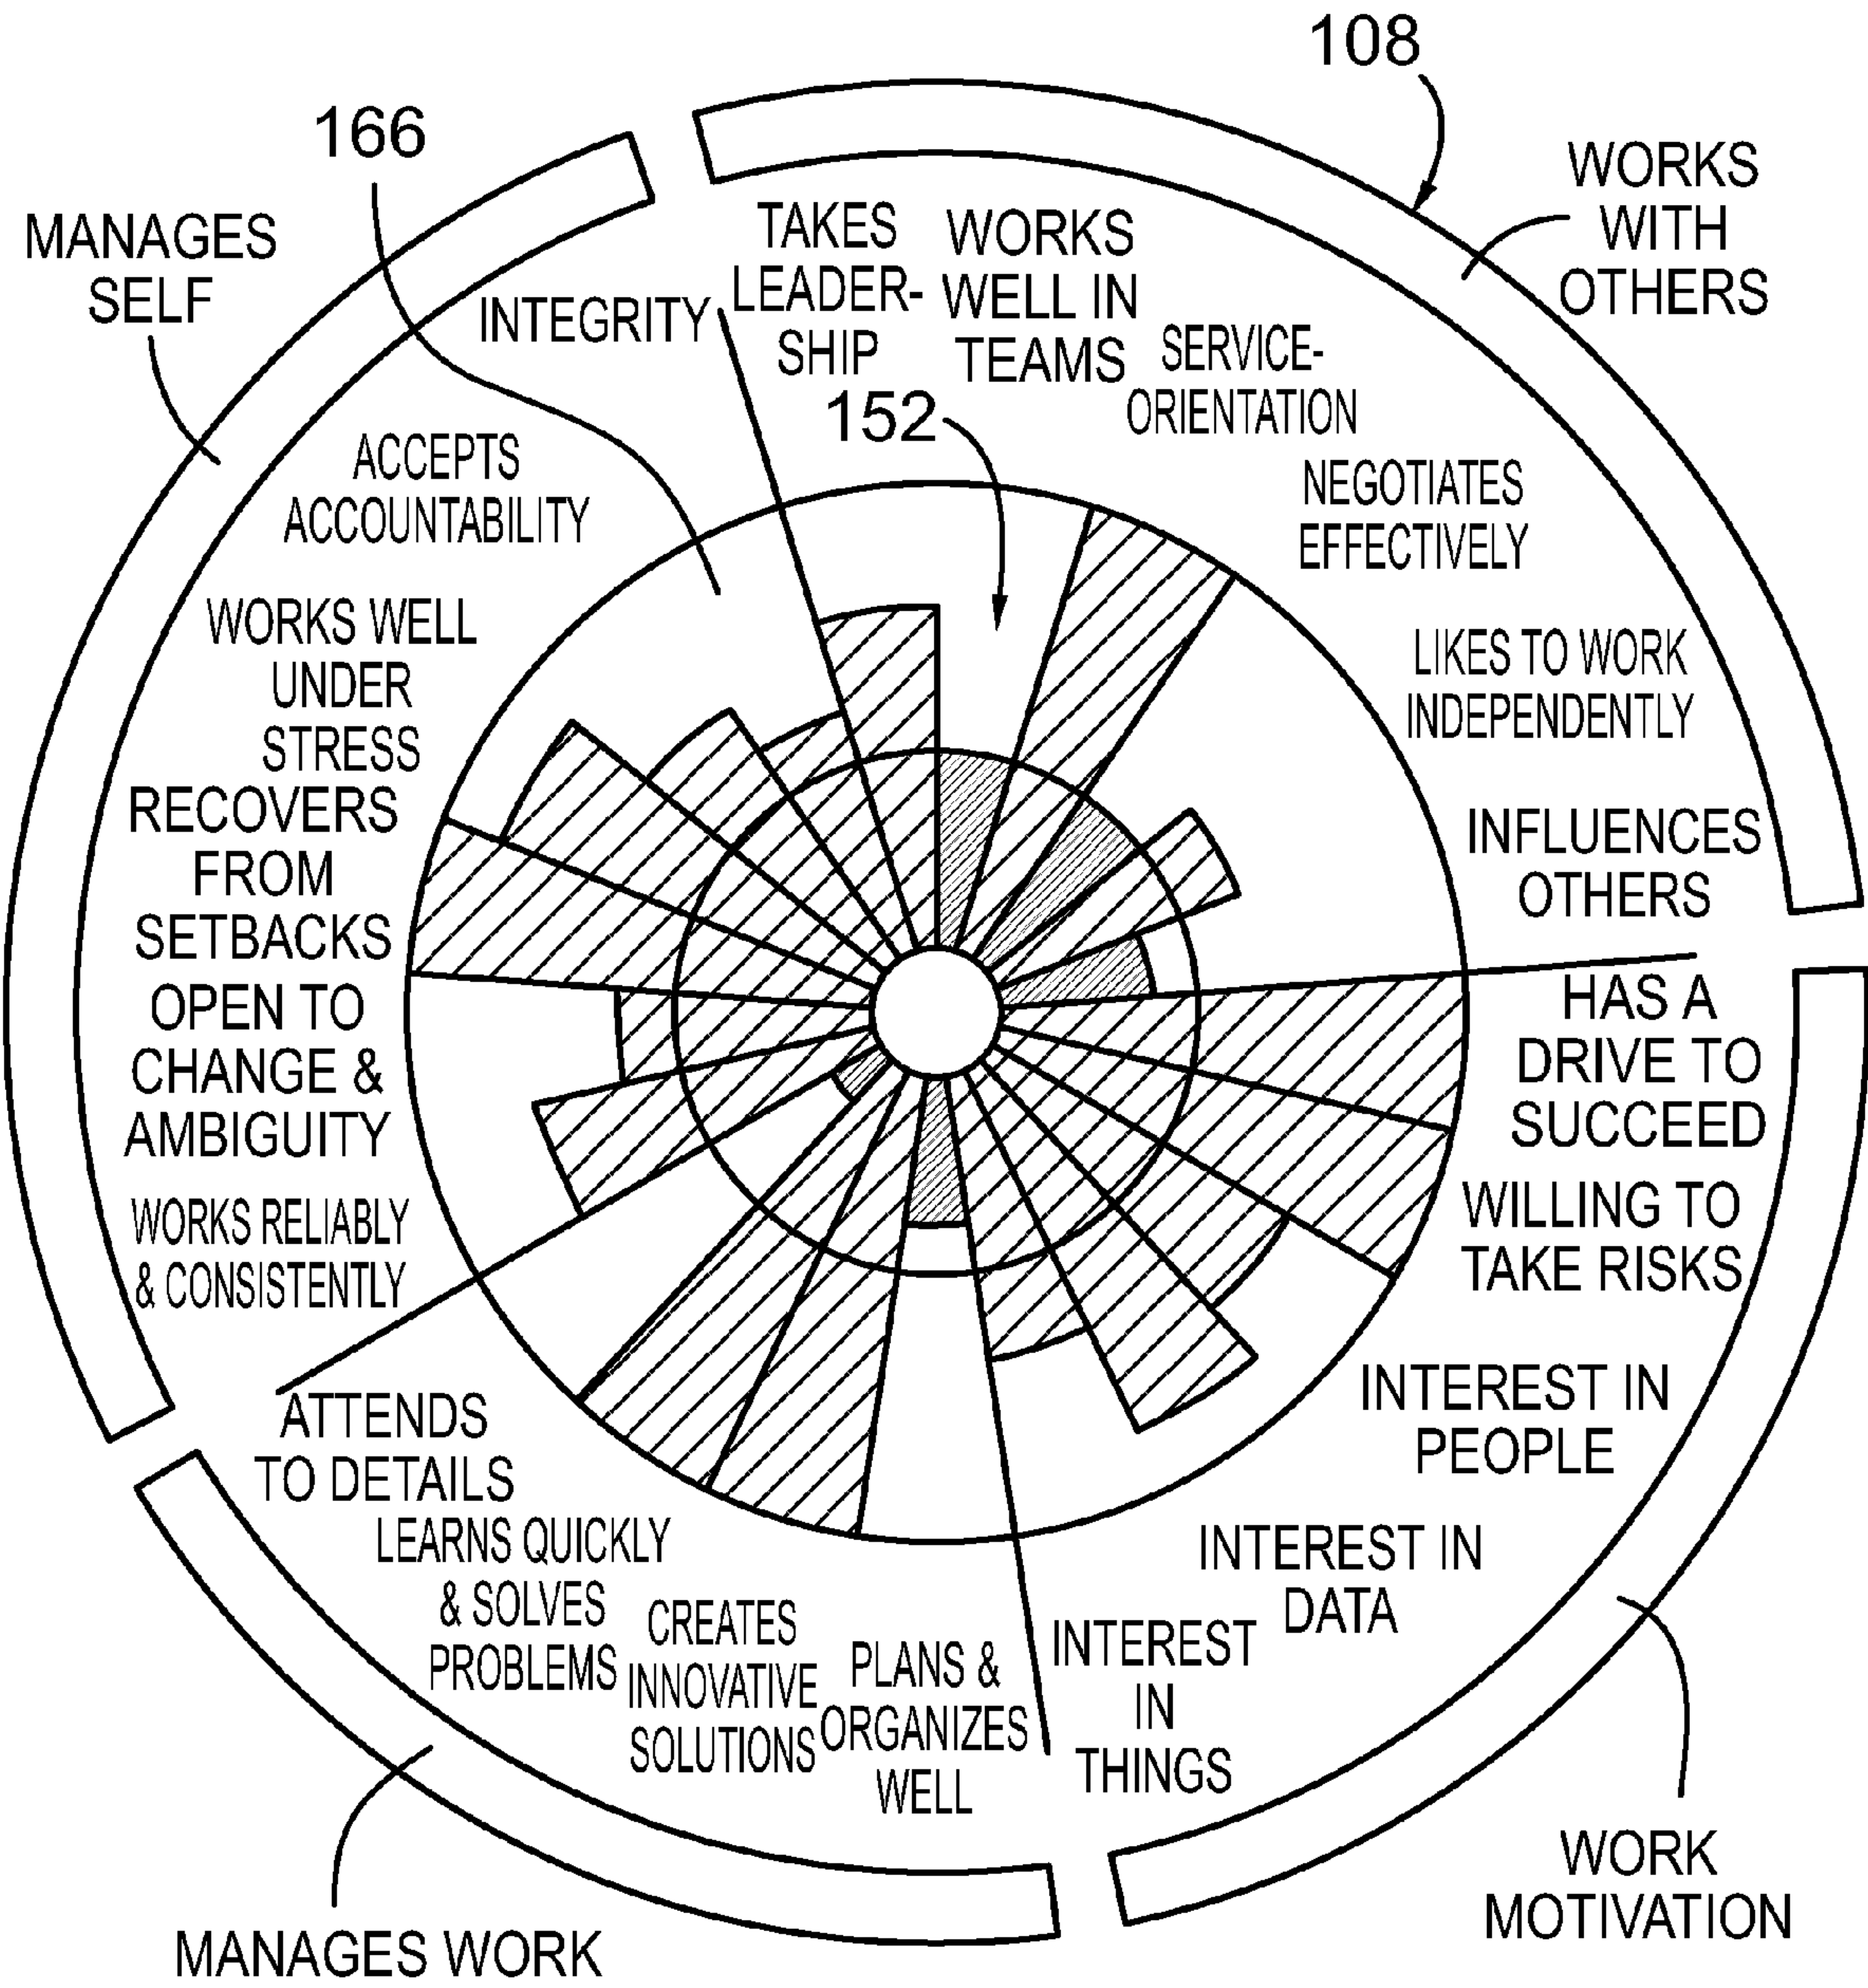 108
166
WORKS
WITH
OTHERS
MANAGES
SELF
TAKES
LEADER-
SHIP
WORKS
WELL IN
TEAMS
INTEGRITY
SERVICE-
ORIENTATION
152
ACCEPTS
ACCOUNTABILITY
NEGOTIATES
EFFECTIVELY
WORKS WELL
UNDER
STRESS
LIKES TO WORK
INDEPENDENTLY
RECOVERS
FROM
SETBACKS
INFLUENCES
OTHERS
OPEN TO
CHANGE &
AMBIGUITY
HAS A
DRIVE TO
SUCCEED
WORKS RELIABLY
& CONSISTENTLY
WILLING TO
TAKE RISKS
ATTENDS
TO DETAILS
INTEREST IN
PEOPLE
LEARNS QUICKLY
& SOLVES
PROBLEMS
CREATES
INNOVATIVE
SOLUTIONS
PLANS &
ORGANIZES
WELL
INTEREST
IN
THINGS
INTEREST IN
DATA
MANAGES WORK
WORK
MOTIVATION